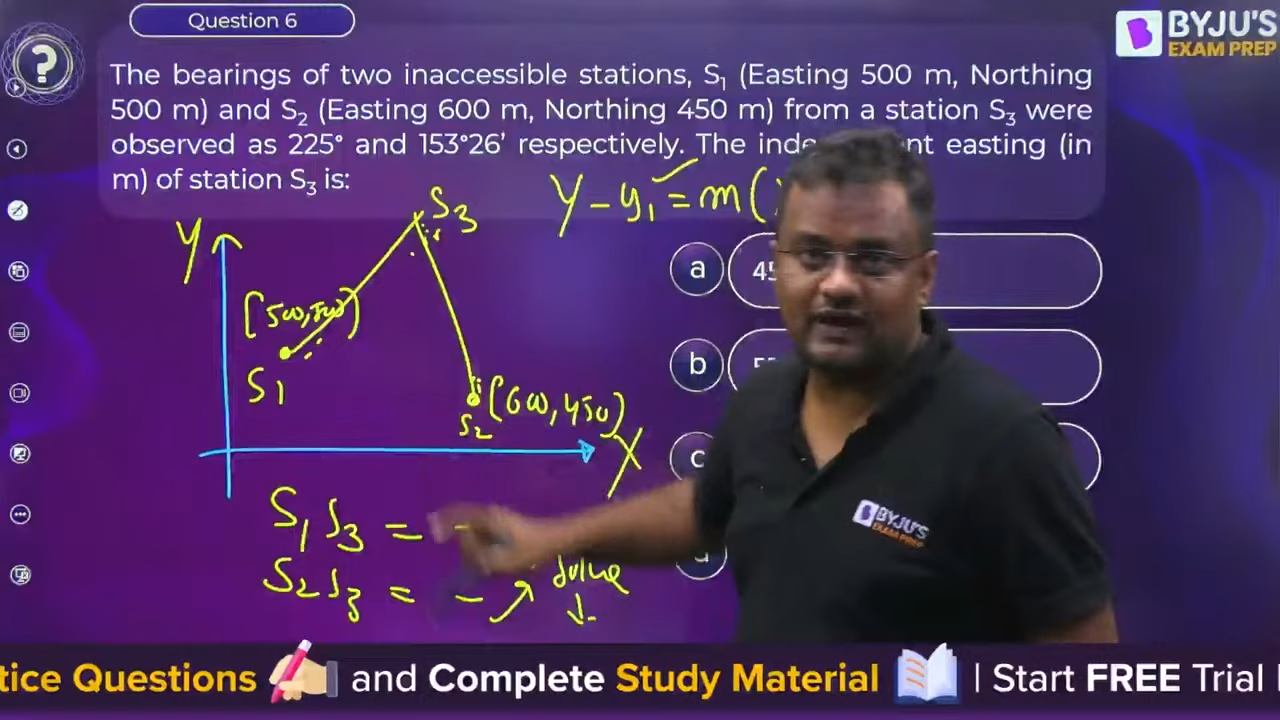 Question 6
BYJU'S
EXAM PREP
The bearings of two inaccessible stations, S₁ (Easting 500 m, Northing
500 m) and S₂ (Easting 600 m, Northing 450 m) from a station S₃ were
observed as 225° and 153°26' respectively. The easting (in
m) of station S₃ is:
Y - y₁ = m(
Y
S3
[500,500)
S1
(600,450)
S2
X
a
b
c
d
S1S3 = -
S2S3 = -
solve
BYJU'S
EXAM PREP
tice Questions and Complete Study Material | Start FREE Trial